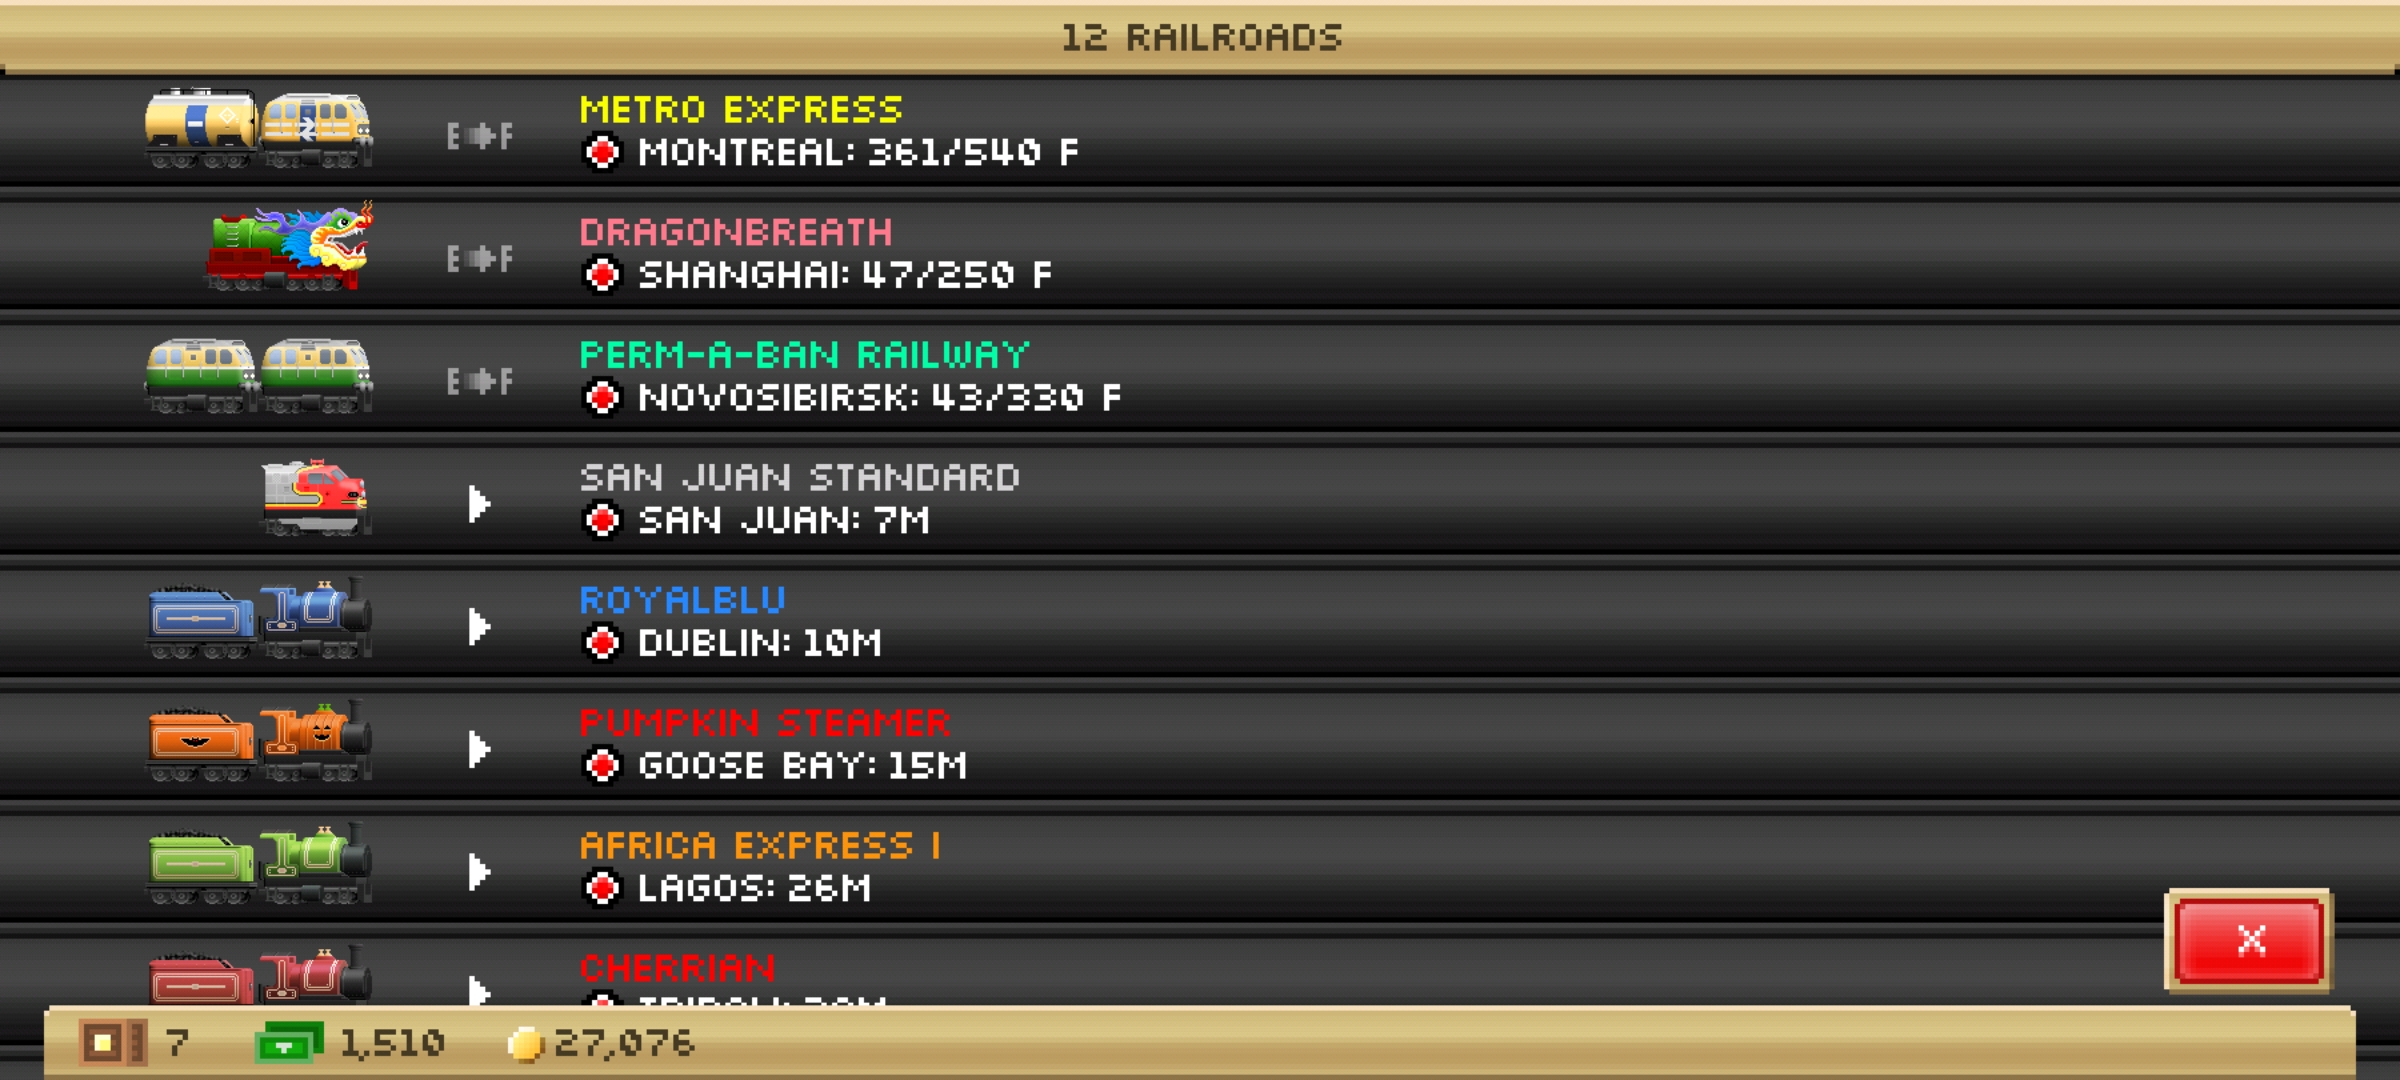 12 RAILROADS
E F
METRO EXPRESS
MONTREAL: 361/540 F
E F
DRAGONBREATH
SHANGHAI: 47/250 F
E F
PERM-A-BAN RAILWAY
NOVOSIBIRSK: 43/330 F
SAN JUAN STANDARD
SAN JUAN: 7M
ROYALBLU
DUBLIN: 10M
PUMPKIN STEAMER
GOOSE BAY: 15M
AFRICA EXPRESS I
LAGOS: 26M
CHERRIAN
X
7 1,510 27,076